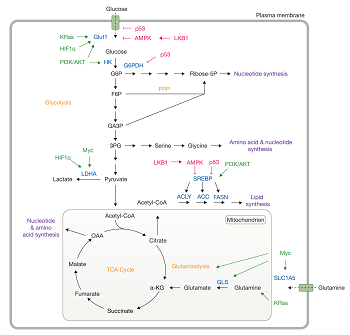 Glucose
Plasma membrane
p53
KRas
Glut1
AMPK
LKB1
HIF1α
Glucose
p53
PI3K/AKT
HK
G6PDH
G6P
Ribose-5P
Nucleotide synthesis
F6P
PPP
Glycolysis
GA3P
3PG
Serine
Glycine
Amino acid & nucleotide
synthesis
Myc
HIF1α
LKB1
AMPK
p53
PI3K/AKT
LDHA
SREBP
Lactate
Pyruvate
ACLY
ACC
FASN
Acetyl-CoA
Lipid
synthesis
Nucleotide
& amino
acid synthesis
Acetyl-CoA
Mitochondrion
OAA
Citrate
Myc
Malate
TCA Cycle
Glutaminolysis
SLC1A5
GLS
Fumarate
α-KG
Glutamate
Glutamine
Glutamine
Succinate
KRas